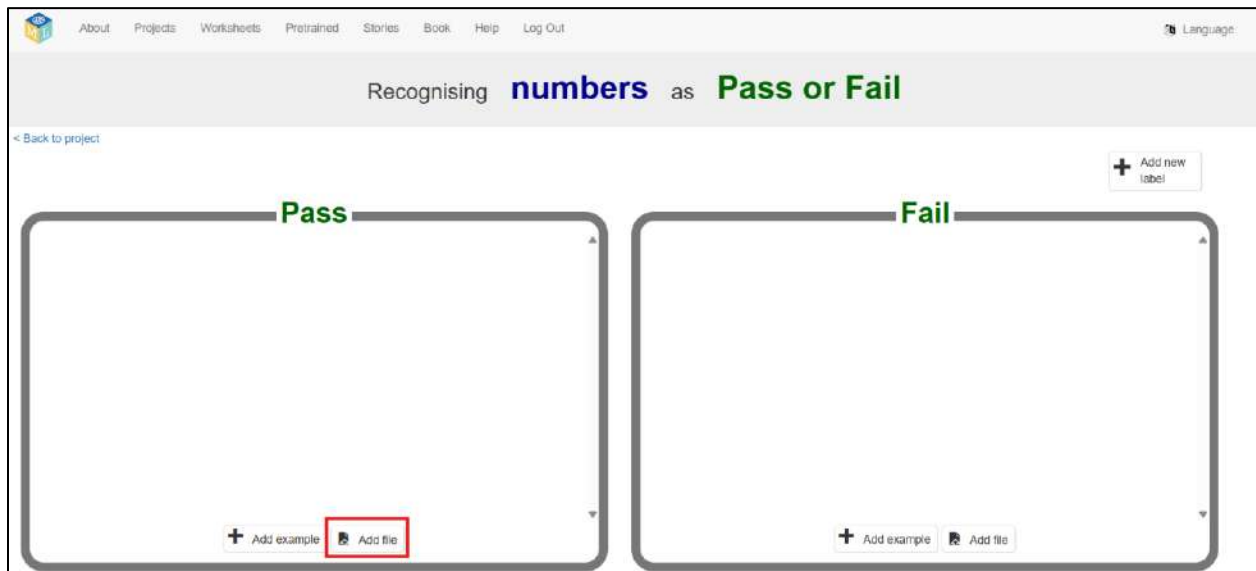 About Projects Worksheets Pretrained Stories Book Help Log Out Language
Recognising numbers as Pass or Fail
< Back to project
Add new
label
Pass
Fail
Add example Add file
Add example Add file